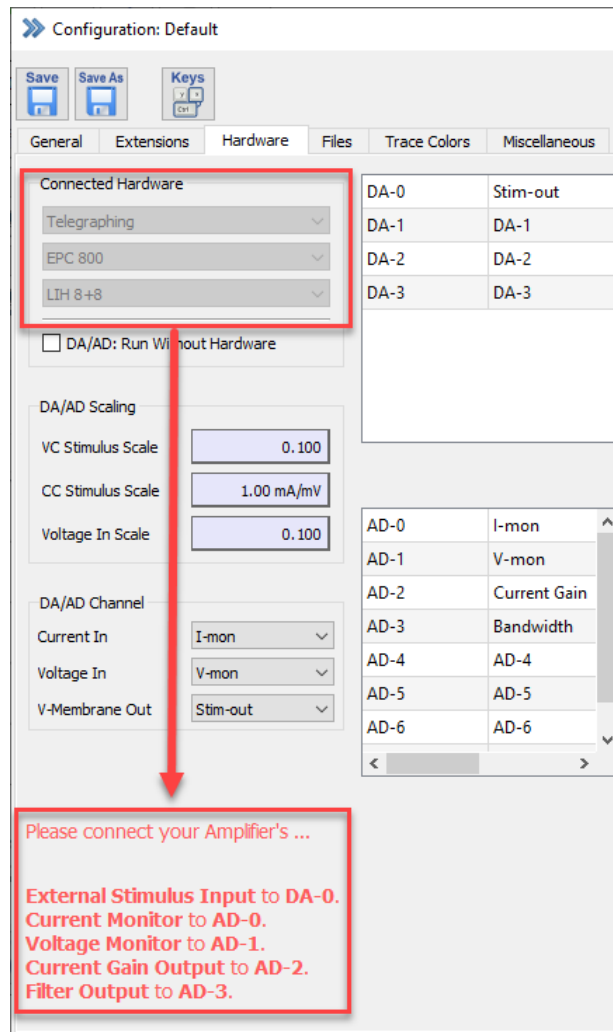 Configuration: Default
Save
Save As
Keys
Y
X
Ctrl
General Extensions Hardware Files Trace Colors Miscellaneous
Connected Hardware
Telegraphing
EPC 800
LIH 8+8
DA/AD: Run Without Hardware
DA/AD Scaling
VC Stimulus Scale 0.100
CC Stimulus Scale 1.00 mA/mV
Voltage In Scale 0.100
DA/AD Channel
Current In I-mon
Voltage In V-mon
V-Membrane Out Stim-out
DA-0 Stim-out
DA-1 DA-1
DA-2 DA-2
DA-3 DA-3
AD-0 I-mon
AD-1 V-mon
AD-2 Current Gain
AD-3 Bandwidth
AD-4 AD-4
AD-5 AD-5
AD-6 AD-6
Please connect your Amplifier's ...
External Stimulus Input to DA-0.
Current Monitor to AD-0.
Voltage Monitor to AD-1.
Current Gain Output to AD-2.
Filter Output to AD-3.